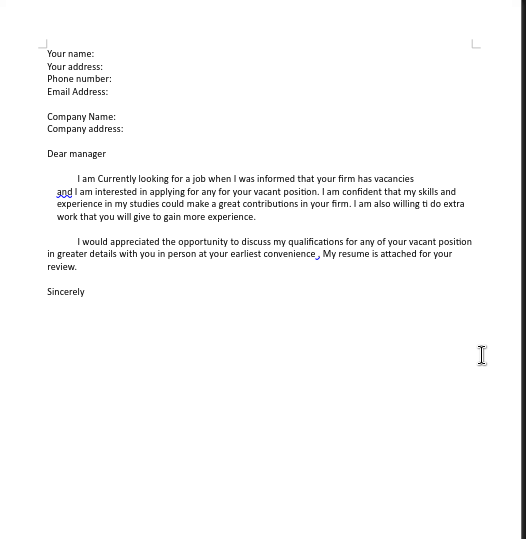 Your name:
Your address:
Phone number:
Email Address:
Company Name:
Company address:
Dear manager
I am Currently looking for a job when I was informed that your firm has vacancies
and I am interested in applying for any for your vacant position. I am confident that my skills and
experience in my studies could make a great contributions in your firm. I am also willing ti do extra
work that you will give to gain more experience.
I would appreciated the opportunity to discuss my qualifications for any of your vacant position
in greater details with you in person at your earliest convenience , My resume is attached for your
review.
Sincerely